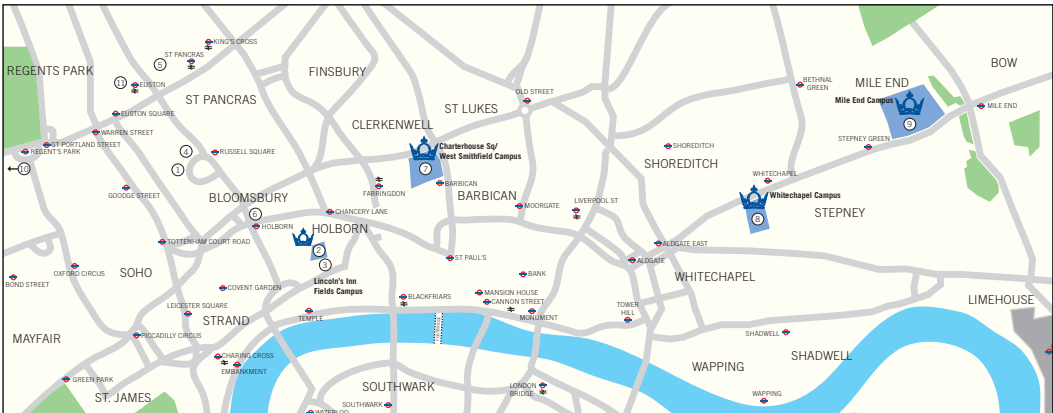 KING'S CROSS
ST PANCRAS
5
REGENTS PARK
11
EUSTON
ST PANCRAS
FINSBURY
OLD STREET
ST LUKES
BETHNAL
GREEN
MILE END
Mile End Campus
9
BOW
MILE END
EUSTON SQUARE
WARREN STREET
ST PORTLAND STREET
REGENT'S PARK
10
4
1
RUSSELL SQUARE
CLERKENWELL
Charterhouse Sq/
West Smithfield Campus
7
BARBICAN
FARRINGDON
BARBICAN
SHOREDITCH
SHOREDITCH
STEPNEY GREEN
WHITECHAPEL
Whitechapel Campus
8
STEPNEY
GOODGE STREET
BLOOMSBURY
6
HOLBORN
CHANCERY LANE
HOLBORN
2
3
Lincoln's Inn
Fields Campus
MOORGATE
LIVERPOOL ST
TOTTENHAM COURT ROAD
ST PAUL'S
ALDGATE EAST
ALDGATE
OXFORD CIRCUS
BOND STREET
SOHO
COVENT GARDEN
BANK
WHITECHAPEL
LEICESTER SQUARE
STRAND
TEMPLE
BLACKFRIARS
MANSION HOUSE
CANNON STREET
MONUMENT
TOWER
HILL
LIMEHOUSE
MAYFAIR
PICCADILLY CIRCUS
CHARING CROSS
EMBANKMENT
SHADWELL
SHADWELL
WAPPING
GREEN PARK
ST. JAMES
SOUTHWARK
SOUTHWARK
WATERLOO
LONDON
BRIDGE
WAPPING